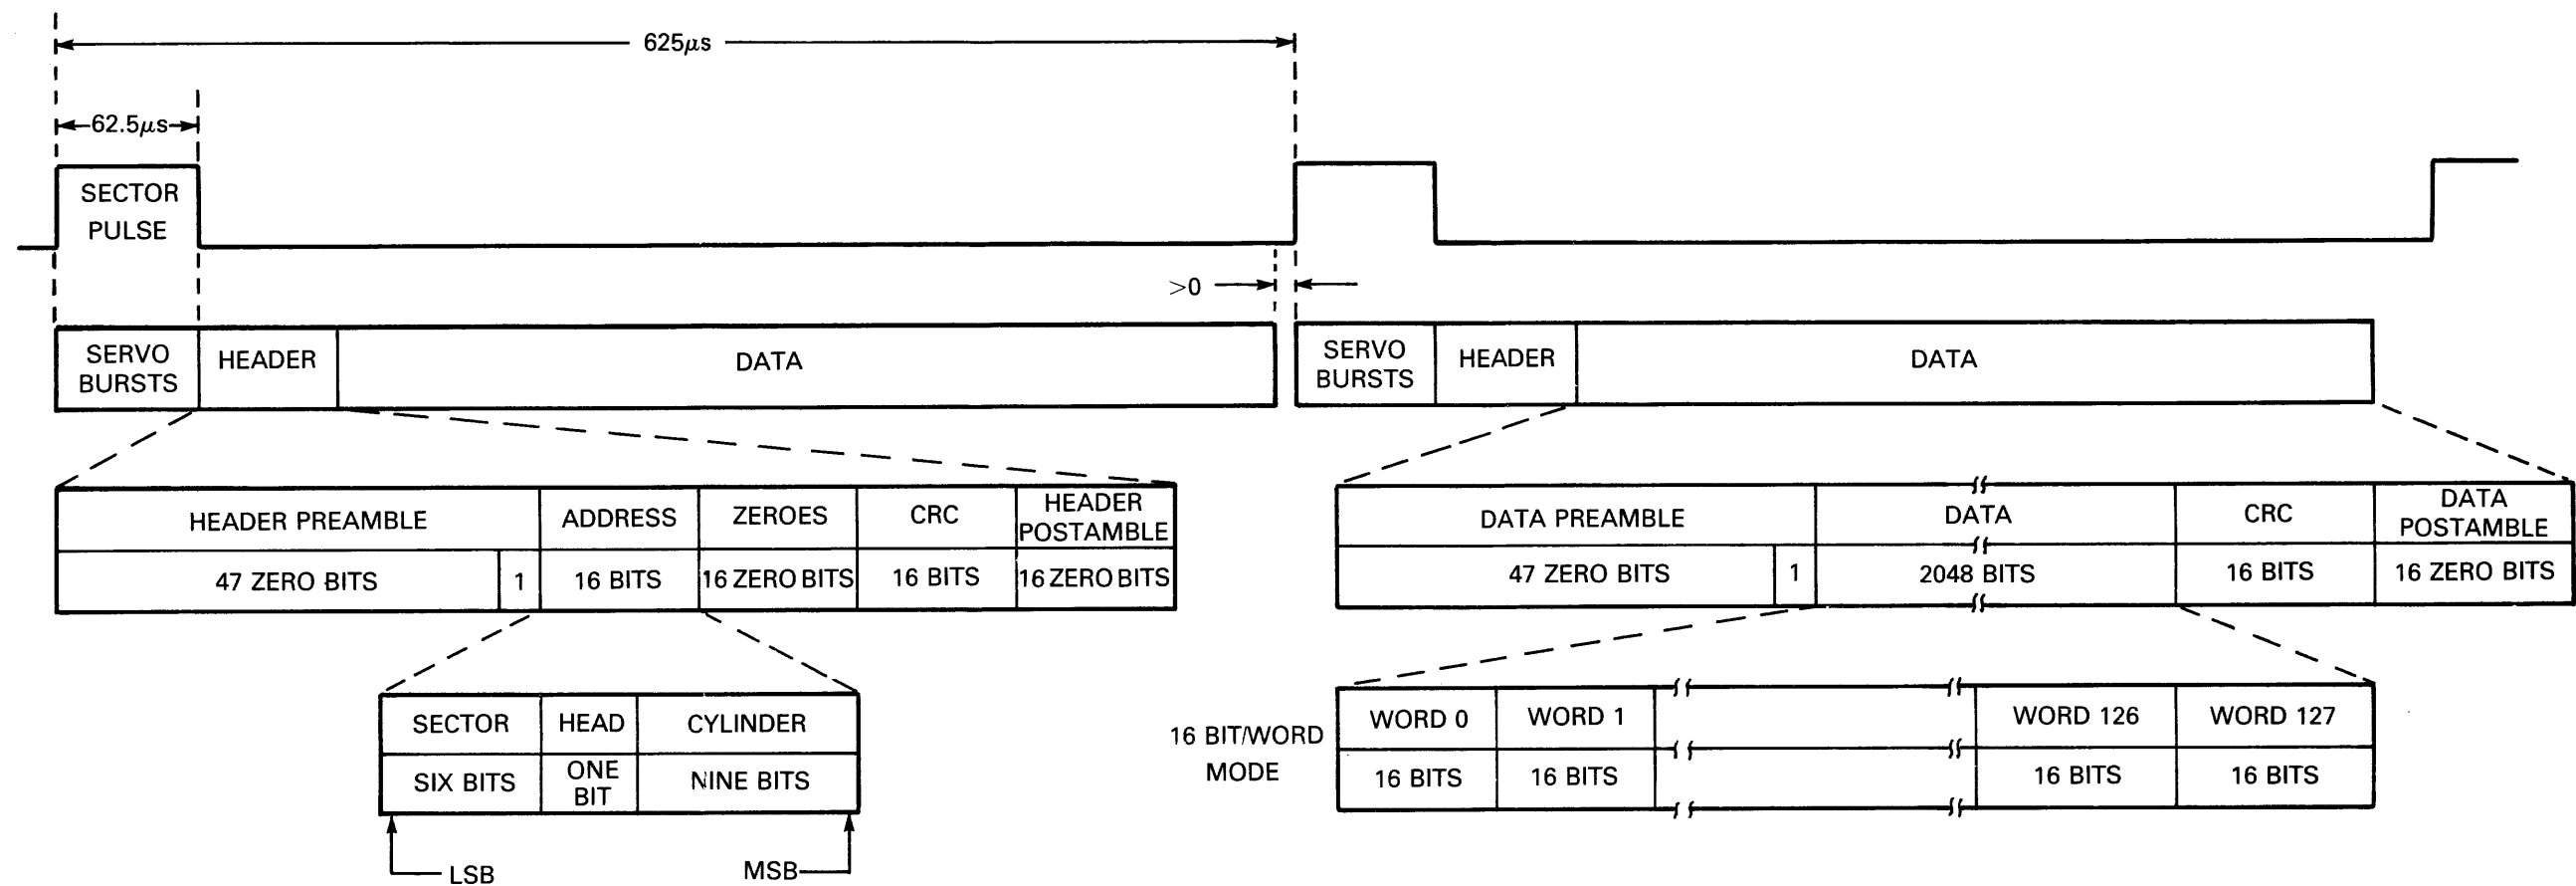 625μs
62.5μs
SECTOR
PULSE
>0
SERVO
BURSTS
HEADER
DATA
SERVO
BURSTS
HEADER
DATA
HEADER PREAMBLE
ADDRESS
ZEROES
CRC
HEADER
POSTAMBLE
47 ZERO BITS
1
16 BITS
16 ZERO BITS
16 BITS
16 ZERO BITS
DATA PREAMBLE
DATA
CRC
DATA
POSTAMBLE
47 ZERO BITS
1
2048 BITS
16 BITS
16 ZERO BITS
SECTOR
HEAD
CYLINDER
SIX BITS
ONE
BIT
NINE BITS
LSB
MSB
16 BIT/WORD
MODE
WORD 0
WORD 1
WORD 126
WORD 127
16 BITS
16 BITS
16 BITS
16 BITS